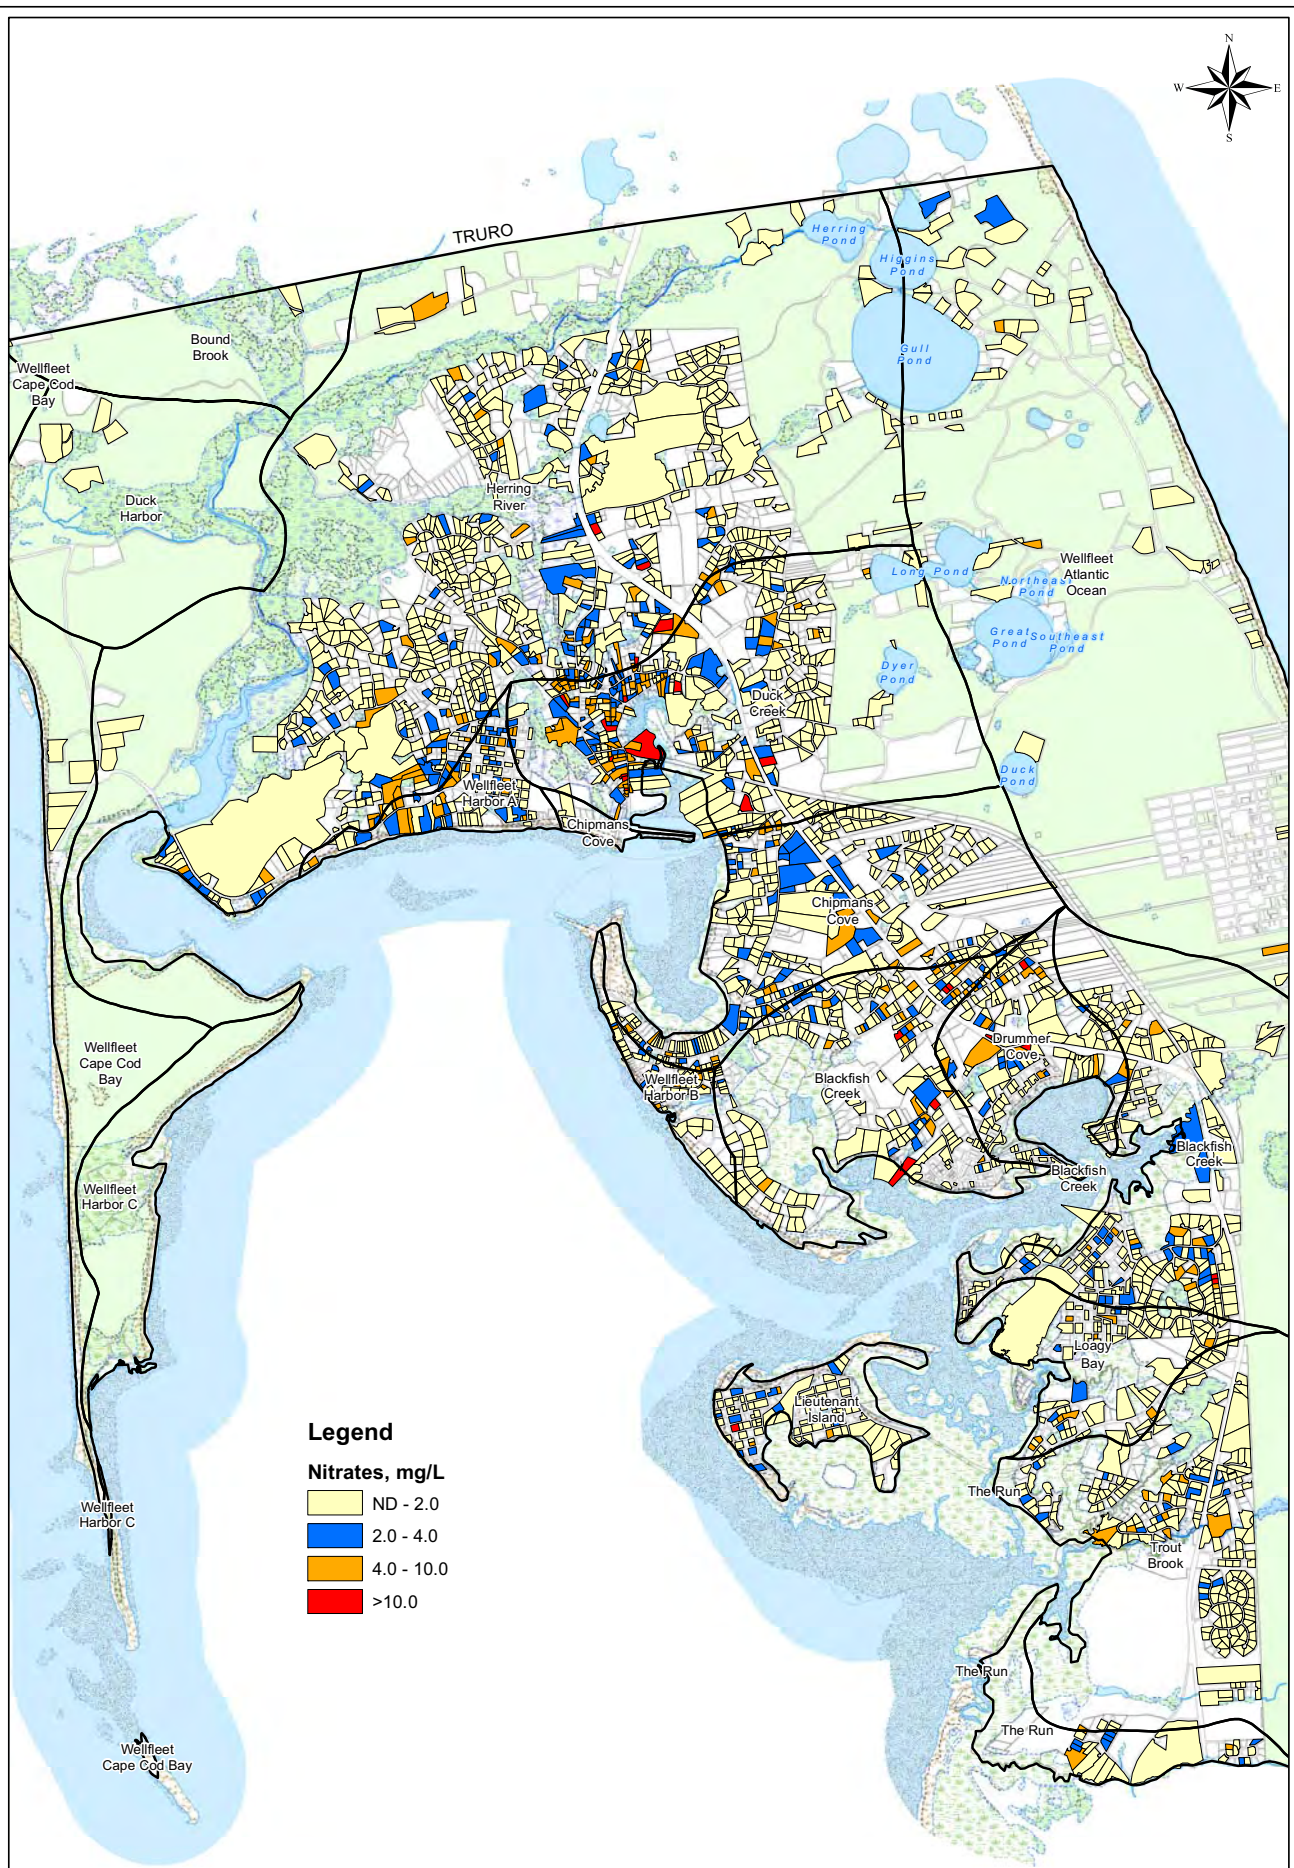 N
W
E
S
TRURO
Herring
Pond
Higgins
Pond
Bound
Brook
Gull
Pond
Wellfleet
Cape Cod
Bay
Duck
Harbor
Herring
River
Wellfleet
Atlantic
Ocean
Long Pond
Northeast
Pond
Great
Pond
Southeast
Pond
Dyer
Pond
Duck
Creek
Duck
Pond
Wellfleet
Harbor A
Chipmans
Cove
Chipmans
Cove
Wellfleet
Cape Cod
Bay
Drummer
Cove
Wellfleet
Harbor B
Blackfish
Creek
Blackfish
Creek
Blackfish
Creek
Wellfleet
Harbor C
Loagy
Bay
Lieutenant
Island
Legend
Nitrates, mg/L
ND - 2.0
2.0 - 4.0
4.0 - 10.0
>10.0
The Run
Wellfleet
Harbor C
Trout
Brook
The Run
The Run
Wellfleet
Cape Cod Bay